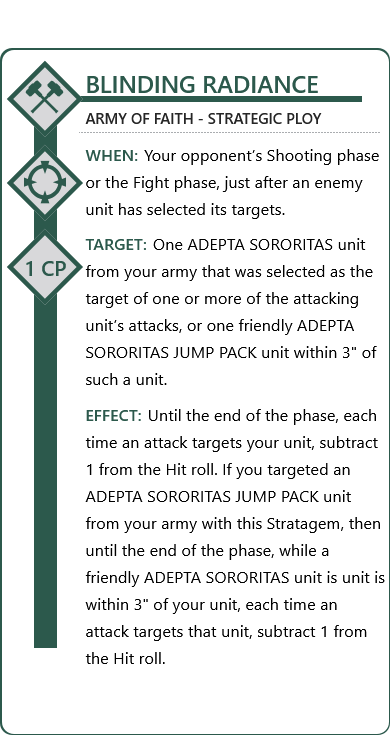 BLINDING RADIANCE
ARMY OF FAITH - STRATEGIC PLOY
WHEN: Your opponent's Shooting phase
or the Fight phase, just after an enemy
unit has selected its targets.
1 CP
TARGET: One ADEPTA SORORITAS unit
from your army that was selected as the
target of one or more of the attacking
unit's attacks, or one friendly ADEPTA
SORORITAS JUMP PACK unit within 3" of
such a unit.
EFFECT: Until the end of the phase, each
time an attack targets your unit, subtract
1 from the Hit roll. If you targeted an
ADEPTA SORORITAS JUMP PACK unit
from your army with this Stratagem, then
until the end of the phase, while a
friendly ADEPTA SORORITAS unit is unit is
within 3" of your unit, each time an
attack targets that unit, subtract 1 from
the Hit roll.